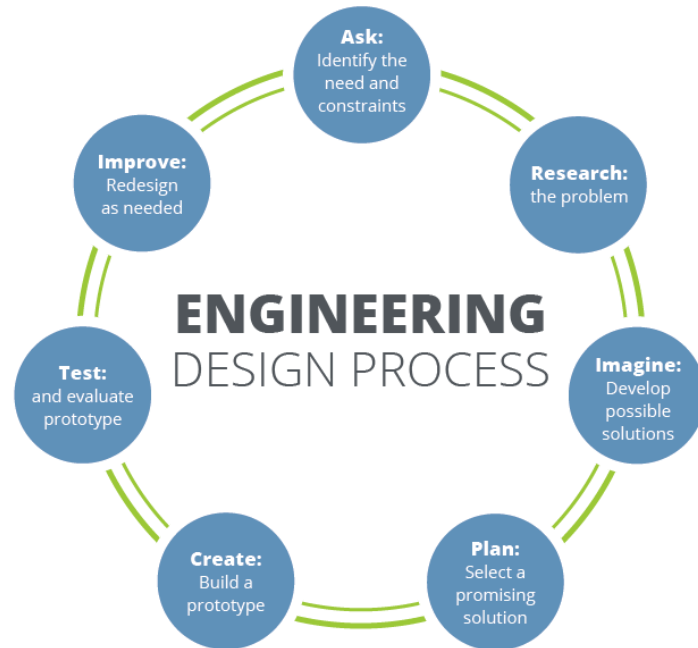 Ask:
Identify the
need and
constraints
Research:
the problem
Imagine:
Develop
possible
solutions
Plan:
Select a
promising
solution
Create:
Build a
prototype
Test:
and evaluate
prototype
Improve:
Redesign
as needed
ENGINEERING
DESIGN PROCESS